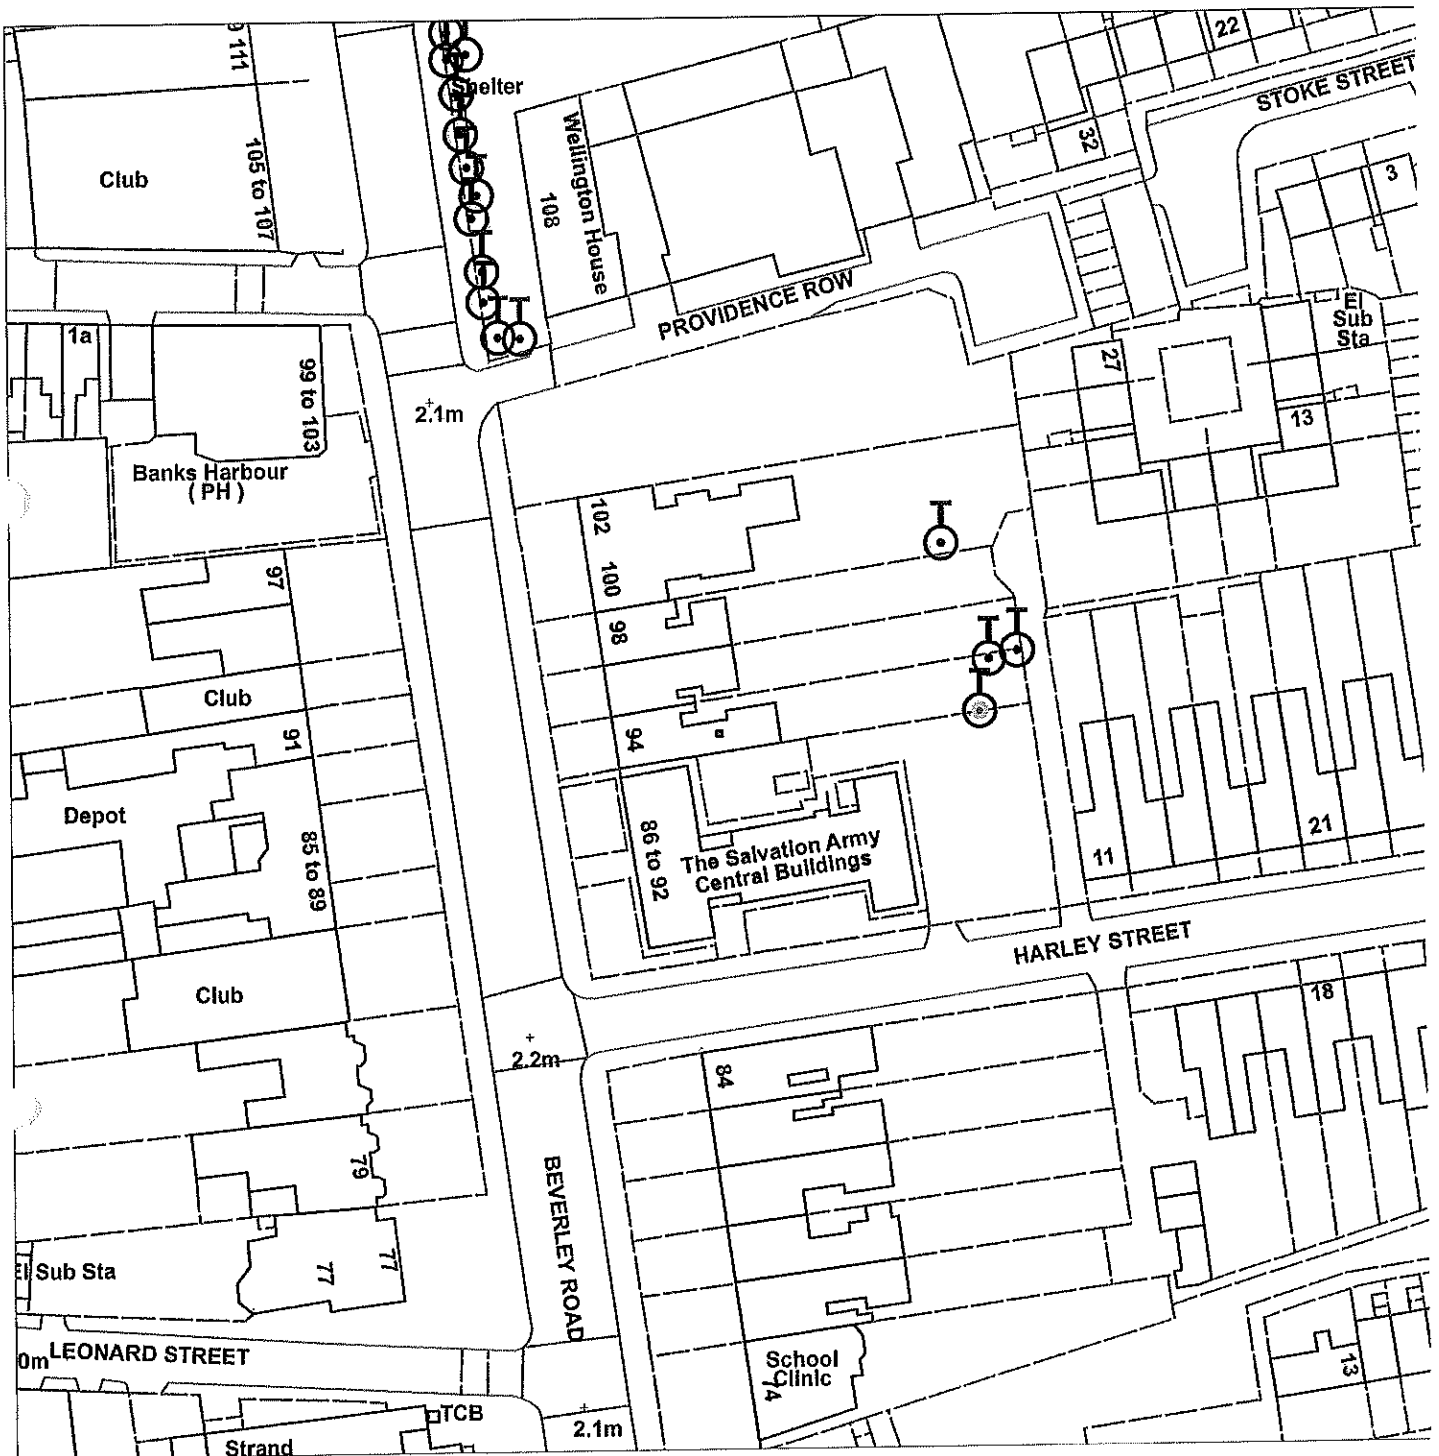 22
STOKE STREET
9 111
Shelter
Club
105 to 107
Wellington House
108
32
3
PROVIDENCE ROW
El
Sub
Sta
1a
99 to 103
27
13
2.1m
Banks Harbour
( PH )
102
100
98
97
Club
94
91
Depot
85 to 89
86 to 92
The Salvation Army
Central Buildings
11
21
HARLEY STREET
Club
18
2.2m
84
79
BEVERLEY ROAD
77
77
El Sub Sta
0m
LEONARD STREET
School
Clinic
74
13
TCB
2.1m
Strand